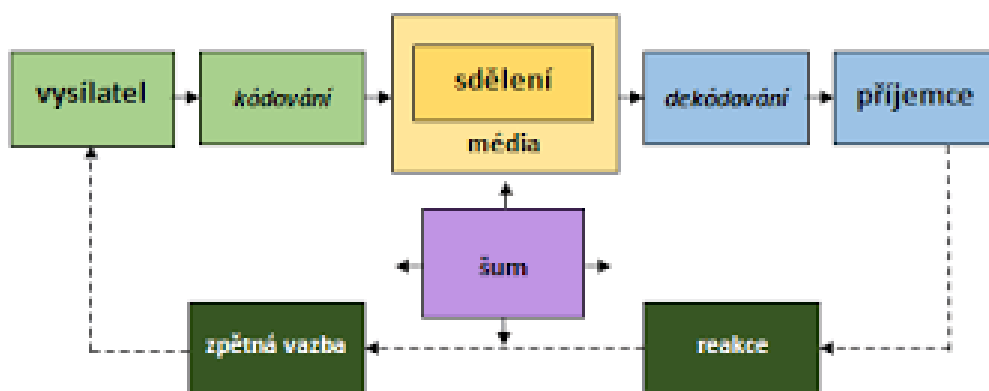 vysílatel
kódování
sdělení
média
dekódování
příjemce
šum
zpětná vazba
reakce